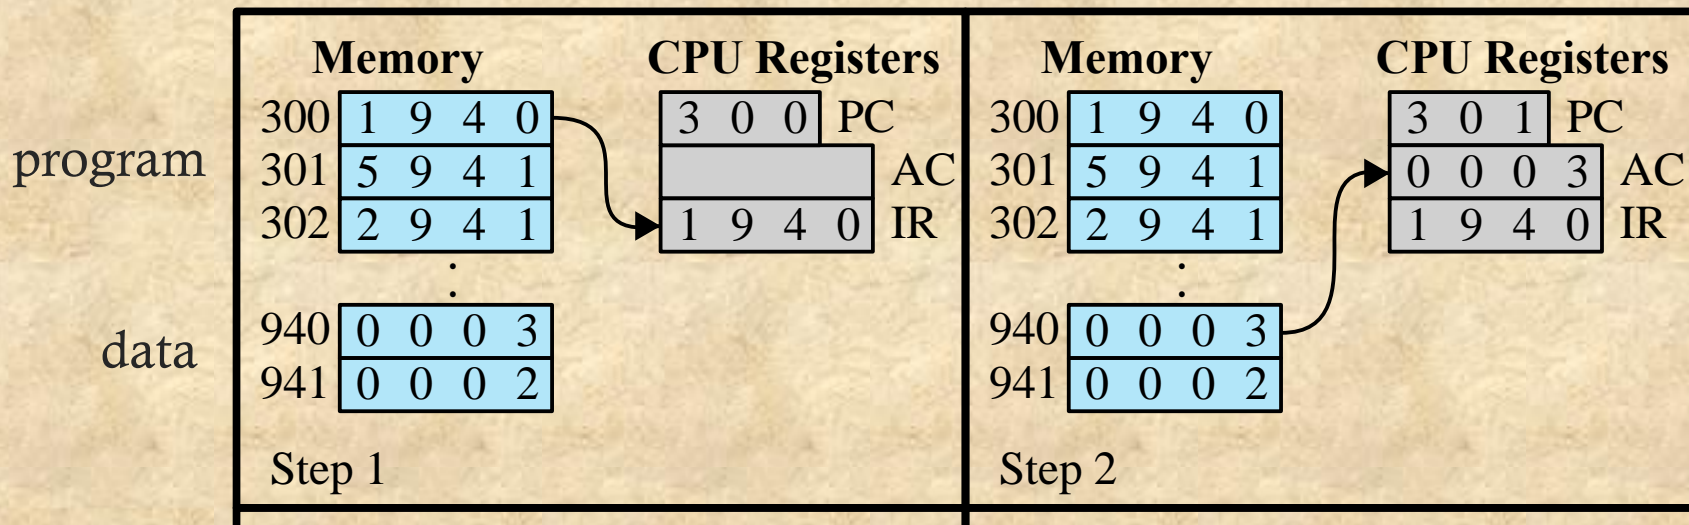 Memory CPU Registers Memory CPU Registers
300 1 9 4 0 3 0 0 PC 300 1 9 4 0 3 0 1 PC
program 301 5 9 4 1 AC 301 5 9 4 1 0 0 0 3 AC
302 2 9 4 1 1 9 4 0 IR 302 2 9 4 1 1 9 4 0 IR
940 0 0 0 3 940 0 0 0 3
data 941 0 0 0 2 941 0 0 0 2
Step 1 Step 2